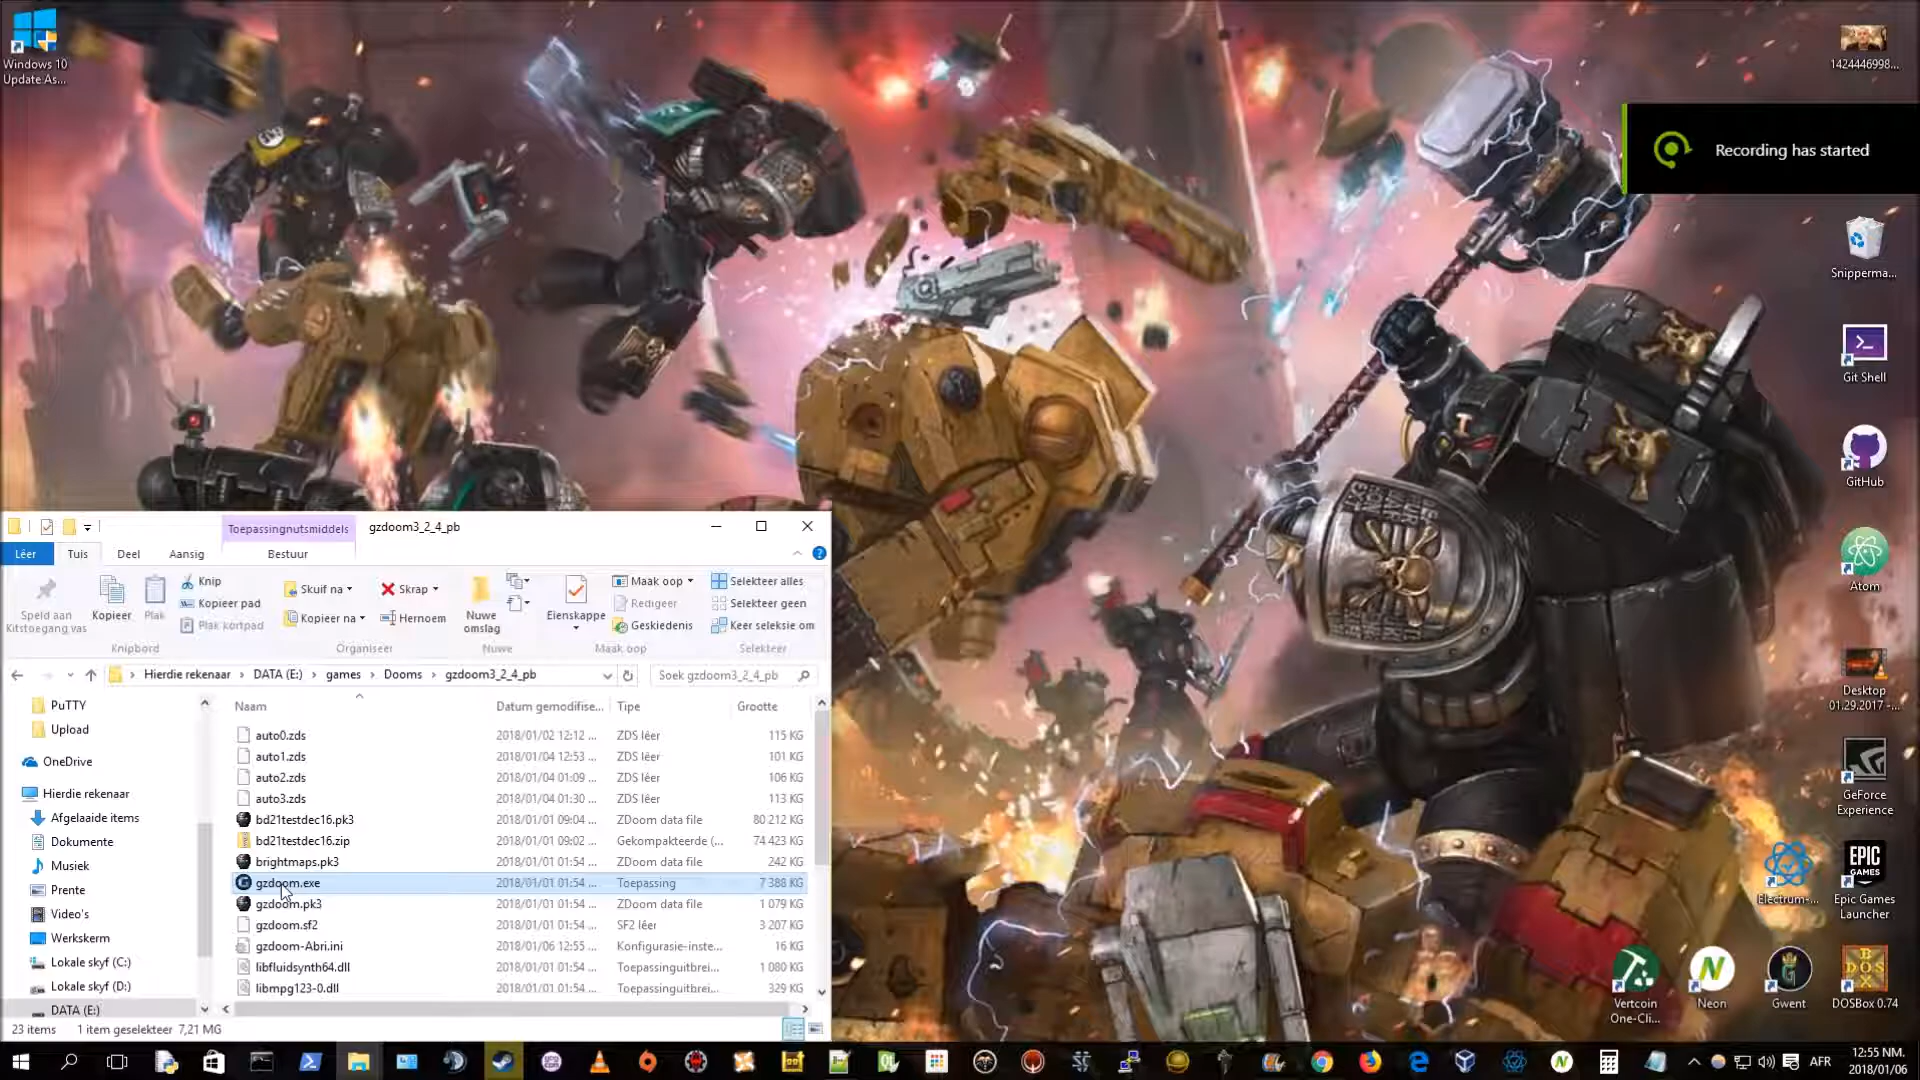 Windows 10
Update As...
1424446998...
Recording has started
Snipperma...
Git Shell
GitHub
Atom
Desktop
01.29.2017 -...
GeForce
Experience
Electrum-...
EPIC
GAMES
Epic Games
Launcher
Vertcoin
One-Cli...
Neon
Gwent
DOSBox 0.74
Toepassingnutsmiddels
gzdoom3_2_4_pb
Lêer
Tuis
Deel
Aansig
Bestuur
Speld aan
Kitstoegang vas
Kopieer
Plak
Knip
Kopieer pad
Plak kortpad
Knipbord
Skuif na
Kopieer na
Skrap
Hernoem
Organiseer
Nuwe
omslag
Nuwe
Eienskappe
Maak oop
Redigeer
Geskiedenis
Maak oop
Selekteer alles
Selekteer geen
Keer seleksie om
Selekteer
Hierdie rekenaar > DATA (E:) > games > Dooms > gzdoom3_2_4_pb
Soek gzdoom3_2_4_pb
PuTTY
Upload
OneDrive
Hierdie rekenaar
Afgelaaide items
Dokumente
Musiek
Prente
Video's
Werkskerm
Lokale skyf (C:)
Lokale skyf (D:)
DATA (E:)
Naam Datum gemodifise... Tipe Grootte
auto0.zds 2018/01/02 12:12 ... ZDS lêer 115 KG
auto1.zds 2018/01/04 12:53 ... ZDS lêer 101 KG
auto2.zds 2018/01/04 01:09 ... ZDS lêer 106 KG
auto3.zds 2018/01/04 01:30 ... ZDS lêer 113 KG
bd21testdec16.pk3 2018/01/01 09:04 ... ZDoom data file 80 212 KG
bd21testdec16.zip 2018/01/01 09:02 ... Gekompakteerde (... 74 423 KG
brightmaps.pk3 2018/01/01 01:54 ... ZDoom data file 242 KG
gzdoom.exe 2018/01/01 01:54 ... Toepassing 7 388 KG
gzdoom.pk3 2018/01/01 01:54 ... ZDoom data file 1 079 KG
gzdoom.sf2 2018/01/01 01:54 ... SF2 lêer 3 207 KG
gzdoom-Abri.ini 2018/01/06 12:55 ... Konfigurasie-inste... 16 KG
libfluidsynth64.dll 2018/01/01 01:54 ... Toepassinguitbrei... 1 080 KG
libmpg123-0.dll 2018/01/01 01:54 ... Toepassinguitbrei... 329 KG
23 items 1 item geselekteer 7,21 MG
AFR
12:55 NM.
2018/01/06